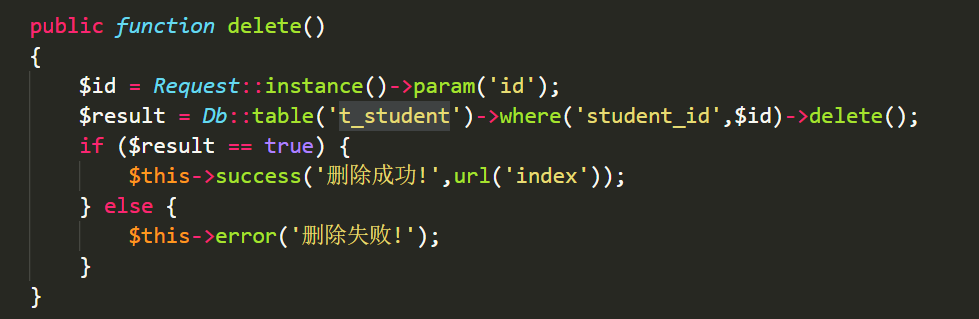 public function delete()
{
$id = Request::instance()->param('id');
$result = Db::table('t_student')->where('student_id',$id)->delete();
if ($result == true) {
$this->success('删除成功!',url('index'));
} else {
$this->error('删除失败!');
}
}